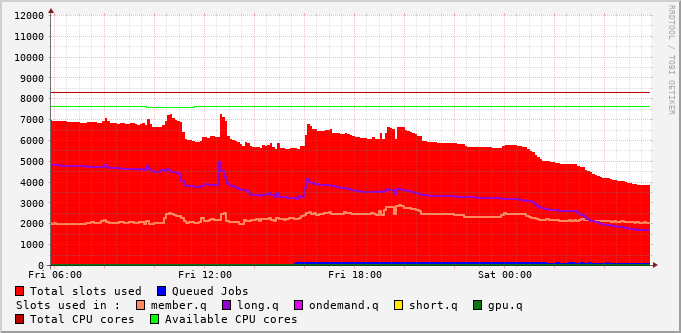 RRDTOOL / TOBI OETIKER
12000
11000
10000
9000
8000
7000
6000
5000
4000
3000
2000
1000
0
Fri 06:00 Fri 12:00 Fri 18:00 Sat 00:00
Total slots used Queued Jobs
Slots used in : member.q long.q ondemand.q short.q gpu.q
Total CPU cores Available CPU cores